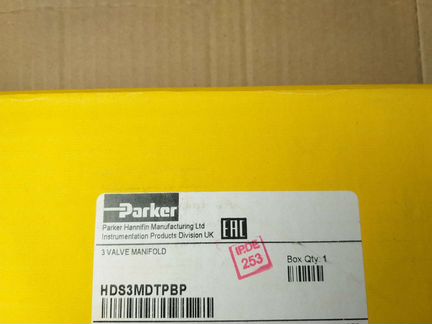 Parker
Parker Hannifin Manufacturing Ltd
Instrumentation Products Division UK
EAC
3 VALVE MANIFOLD
IP.DE
253
Box Qty: 1
HDS3MDTPBP